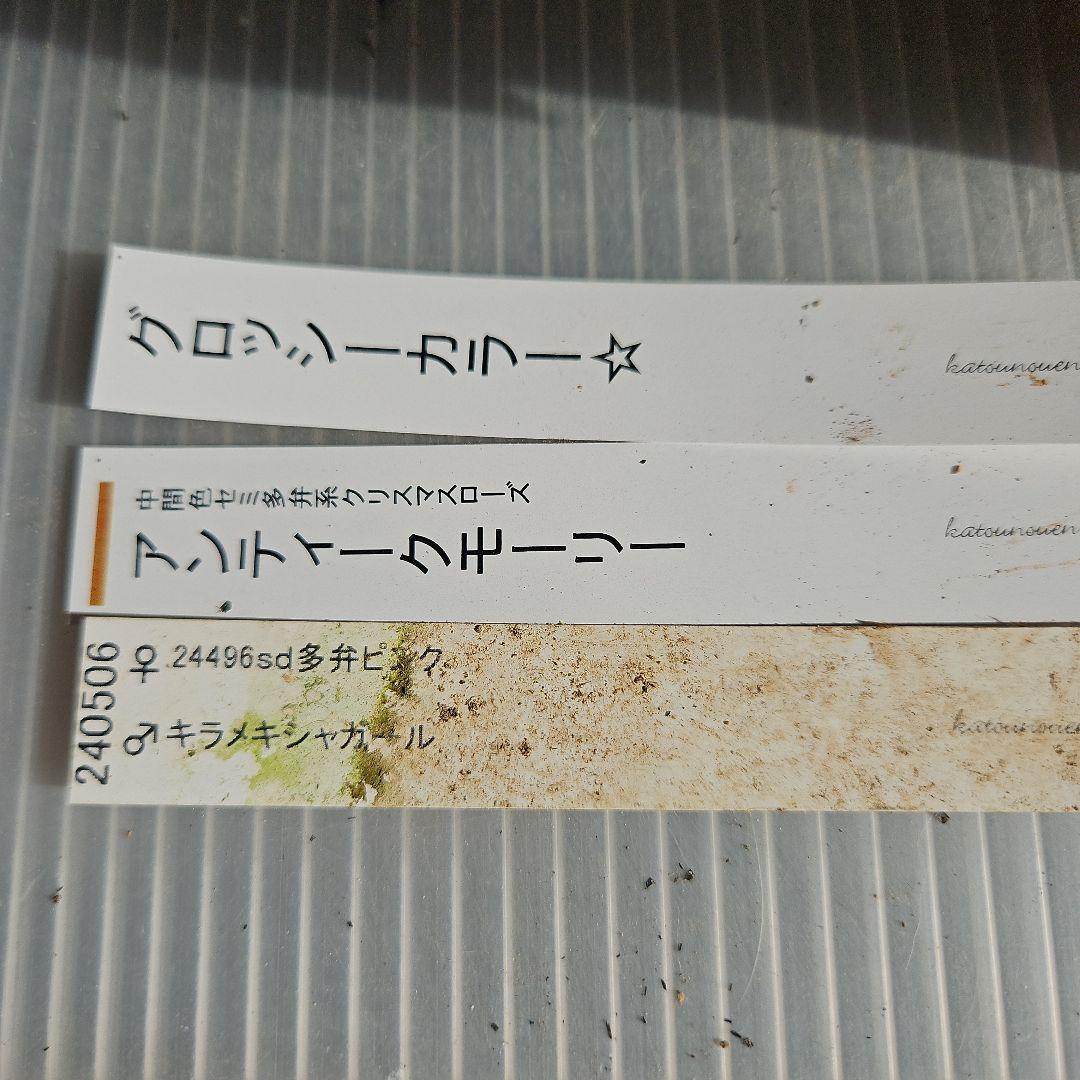 グロッシーカラー☆
katounouen
中間色セミ多弁系クリスマスローズ
アンティークモーリー
katounouen
240506
♀.24496sd多弁ピンク
♂キラメキシャガール
katounouen